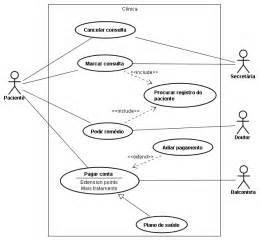 Clínica
Cancelar consulta
Marcar consulta
<<include>>
Secretária
Procurar registro do
paciente
Paciente
<<include>>
Pedir remédio
Doutor
Adiar pagamento
<<extend>>
Pagar conta
Extension points
Mais tratamento
Balconista
Plano de saúde